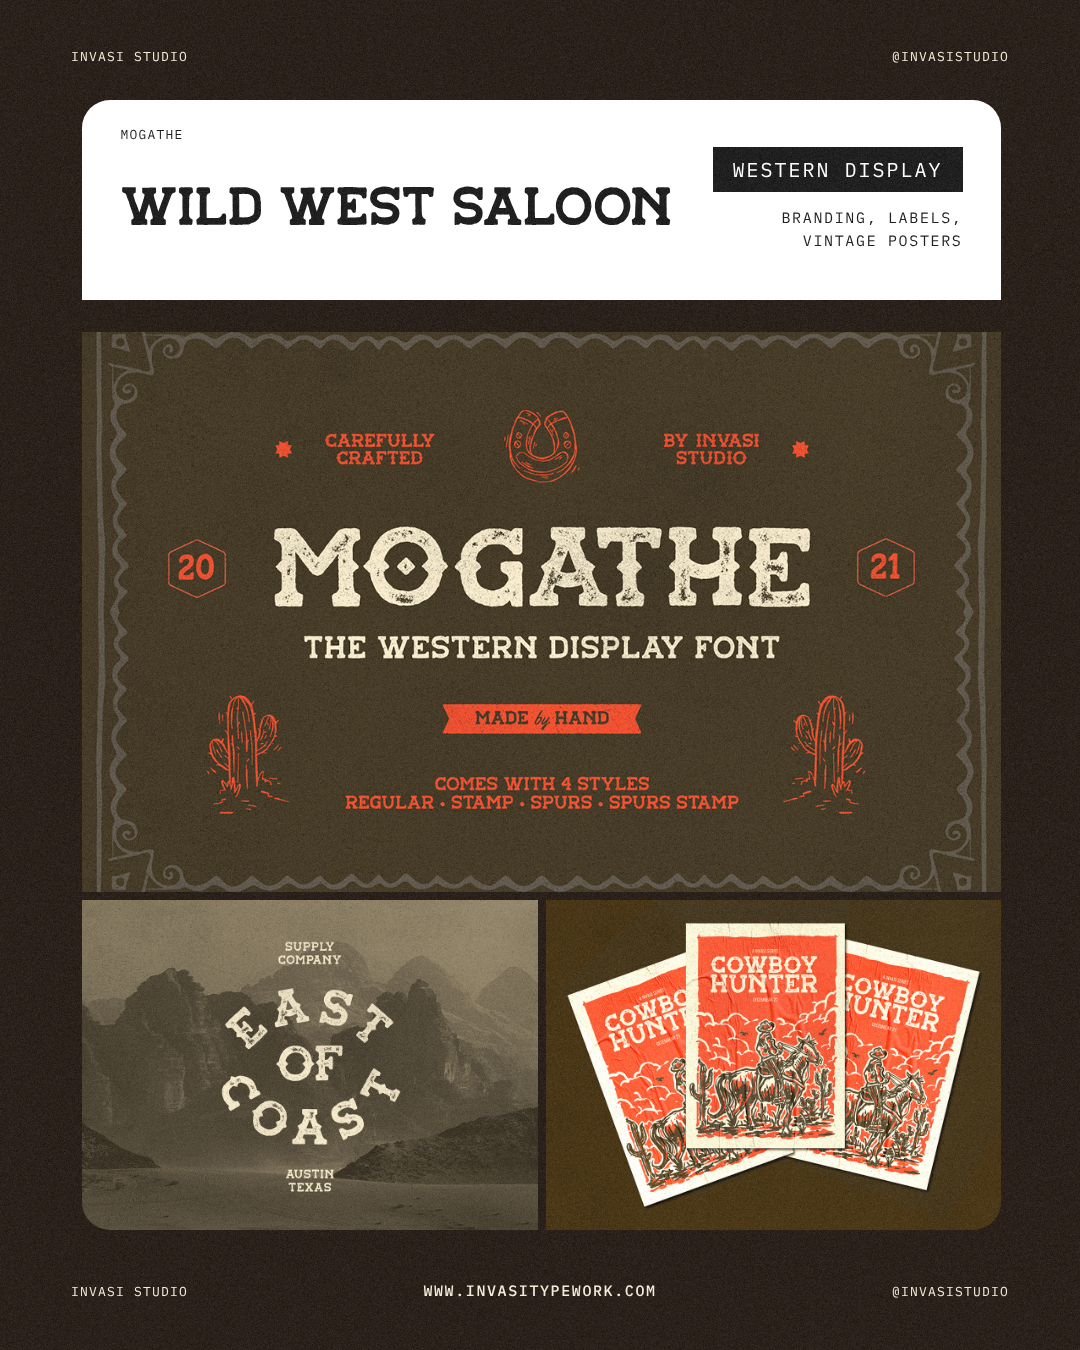 INVASI STUDIO
@INVASISTUDIO
MOGATHE
WILD WEST SALOON
WESTERN DISPLAY
BRANDING, LABELS,
VINTAGE POSTERS
CAREFULLY
CRAFTED
BY INVASI
STUDIO
20
MOGATHE
21
THE WESTERN DISPLAY FONT
MADE by HAND
COMES WITH 4 STYLES
REGULAR • STAMP • SPURS • SPURS STAMP
SUPPLY
COMPANY
EAST
OF
COAST
AUSTIN
TEXAS
COWBOY
HUNTE
COWBOY
HUNTER
COWBOY
HUNTER
INVASI STUDIO
WWW.INVASITYPEWORK.COM
@INVASISTUDIO